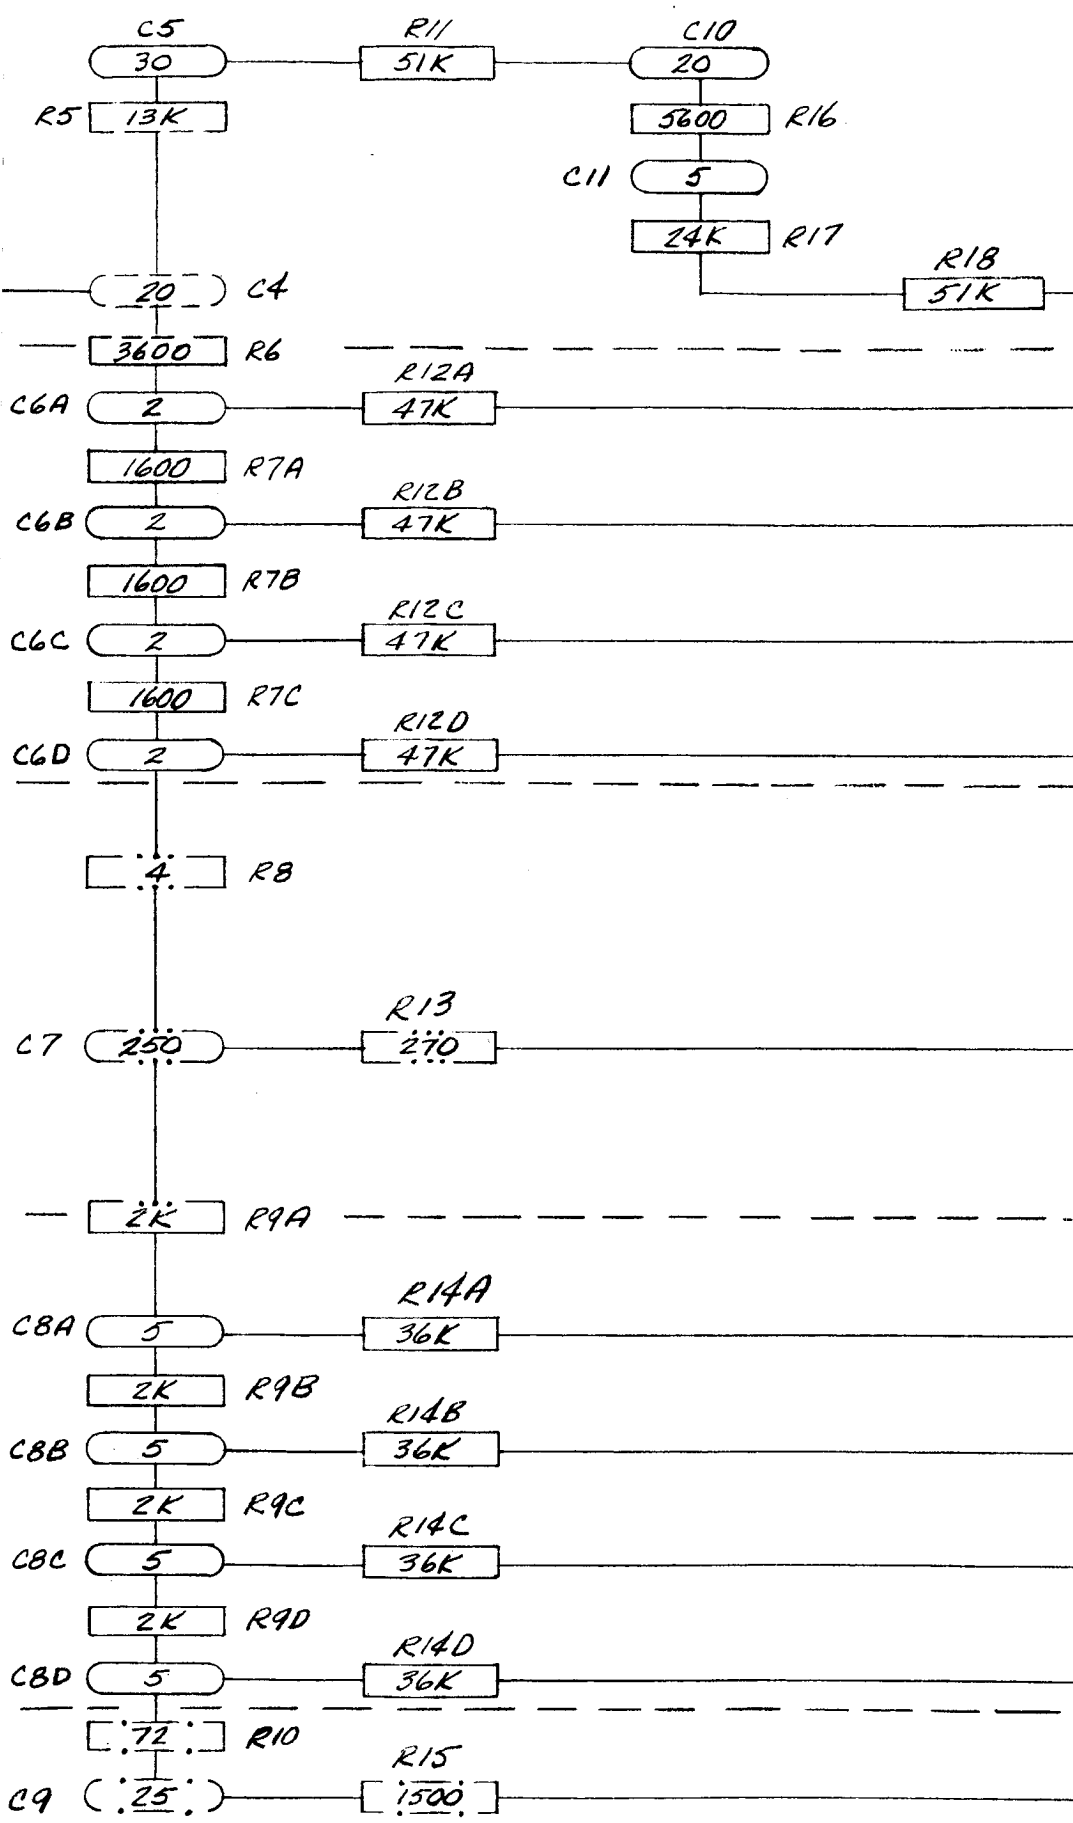 C5 R11 C10
30 51K 20
R5 13K 5600 R16
C11 5
24K R17
R18
20 C4 51K
3600 R6
R12A
C6A 2 47K
1600 R7A
R12B
C6B 2 47K
1600 R7B
R12C
C6C 2 47K
1600 R7C
R12D
C6D 2 47K
4 R8
R13
C7 250 270
2K R9A
R14A
C8A 5 36K
2K R9B
R14B
C8B 5 36K
2K R9C
R14C
C8C 5 36K
2K R9D
R14D
C8D 5 36K
72 R10
R15
C9 25 1500